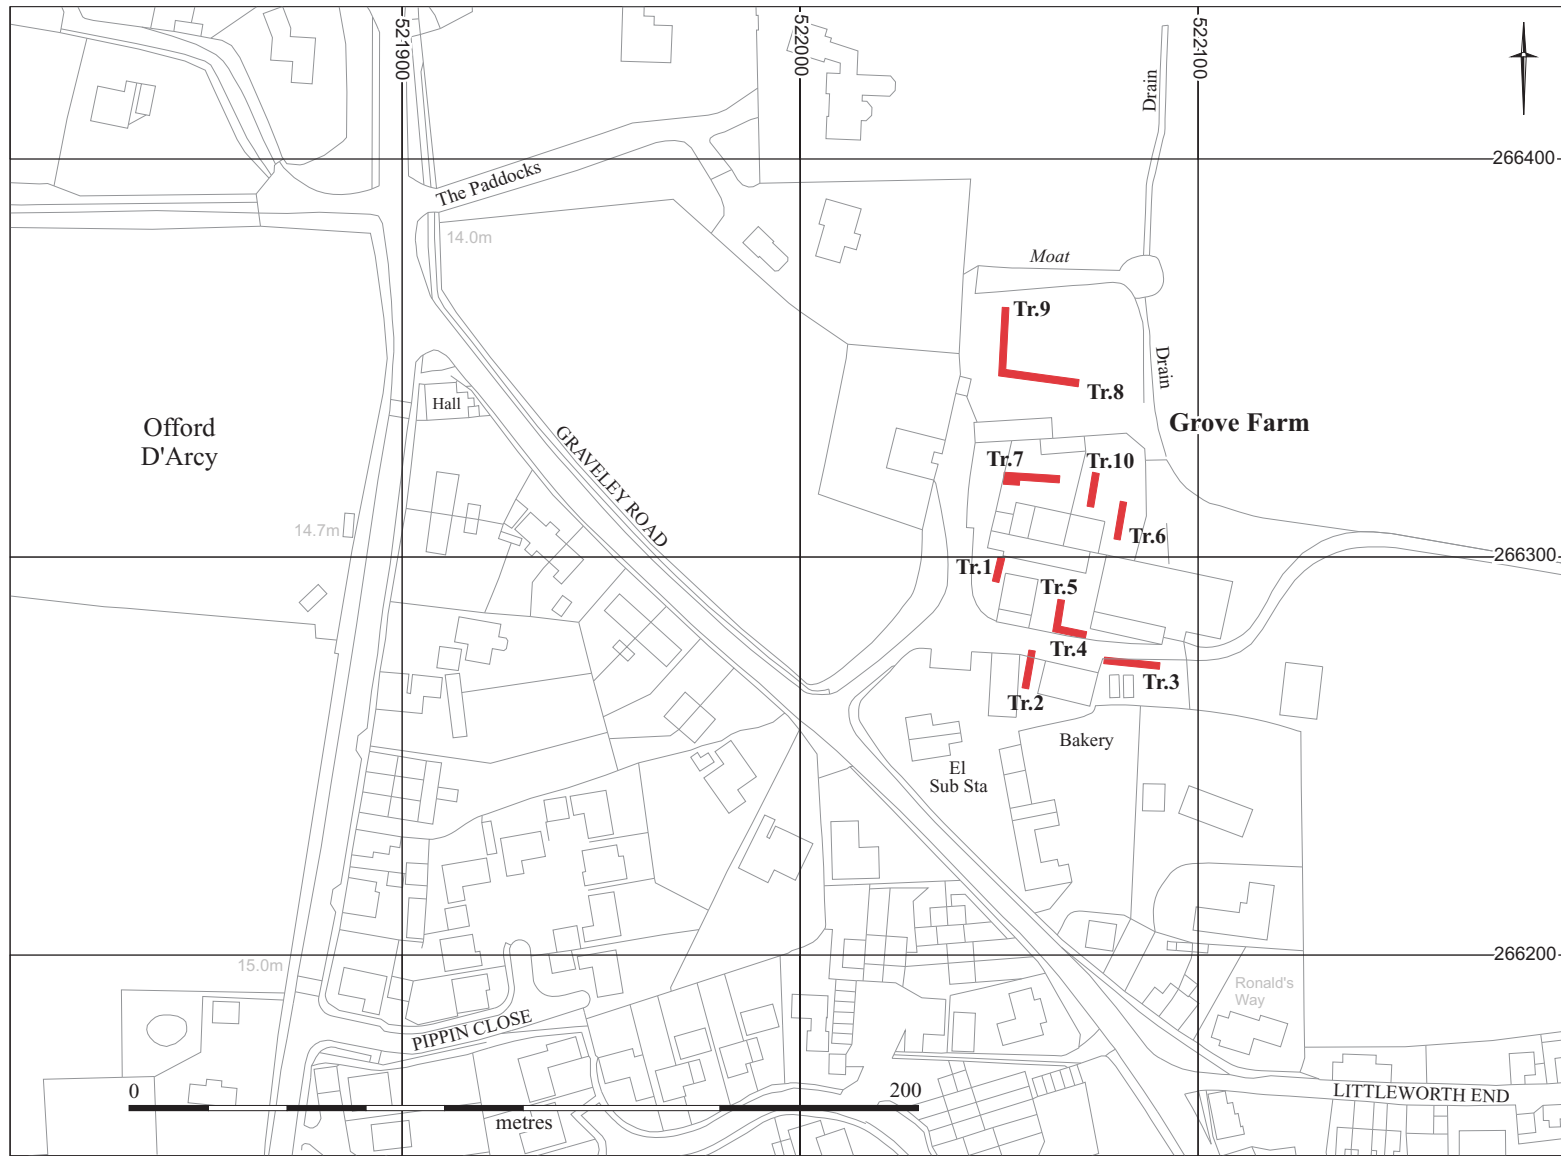 521900
522000
522100
Drain
266400
The Paddocks
14.0m
Moat
Tr.9
Drain
Tr.8
Hall
Offord
D'Arcy
Grove Farm
GRAVELEY ROAD
Tr.7
Tr.10
14.7m
Tr.6
266300
Tr.1
Tr.5
Tr.4
Tr.3
Tr.2
Bakery
El
Sub Sta
266200
15.0m
Ronald's
Way
PIPPIN CLOSE
0
200
metres
LITTLEWORTH END